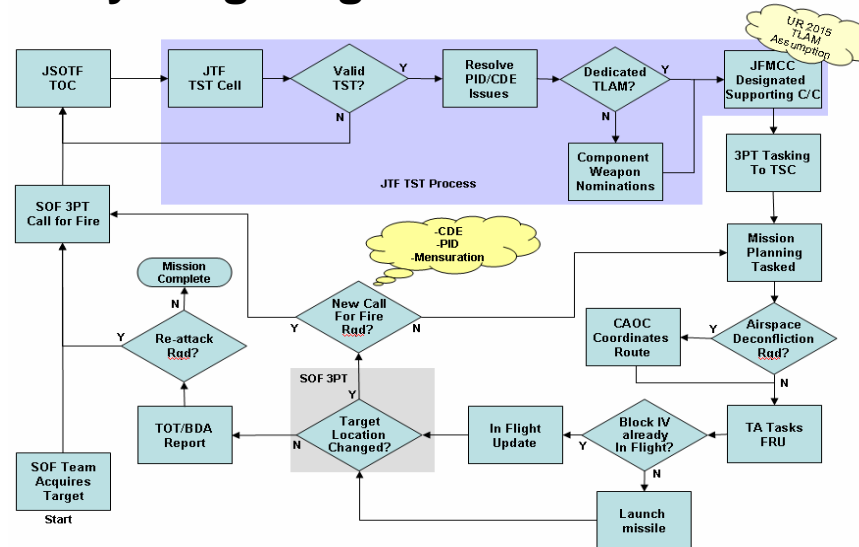 UR 2015
TLAM
Assumption
JSOTF
TOC
JTF
TST Cell
Valid
TST?
Y
N
Resolve
PID/CDE
Issues
Dedicated
TLAM?
Y
N
JFMCC
Designated
Supporting C/C
Component
Weapon
Nominations
JTF TST Process
3PT Tasking
To TSC
SOF 3PT
Call for Fire
-CDE
-PID
-Mensuration
Mission
Planning
Tasked
Mission
Complete
N
Re-attack
Rqd?
Y
New Call
For Fire
Rqd?
Y
N
CAOC
Coordinates
Route
Y
Airspace
Deconfliction
Rqd?
N
SOF 3PT
Y
Target
Location
Changed?
N
TOT/BDA
Report
In Flight
Update
Block IV
already
In Flight?
Y
N
TA Tasks
FRU
SOF Team
Acquires
Target
Start
Launch
missile